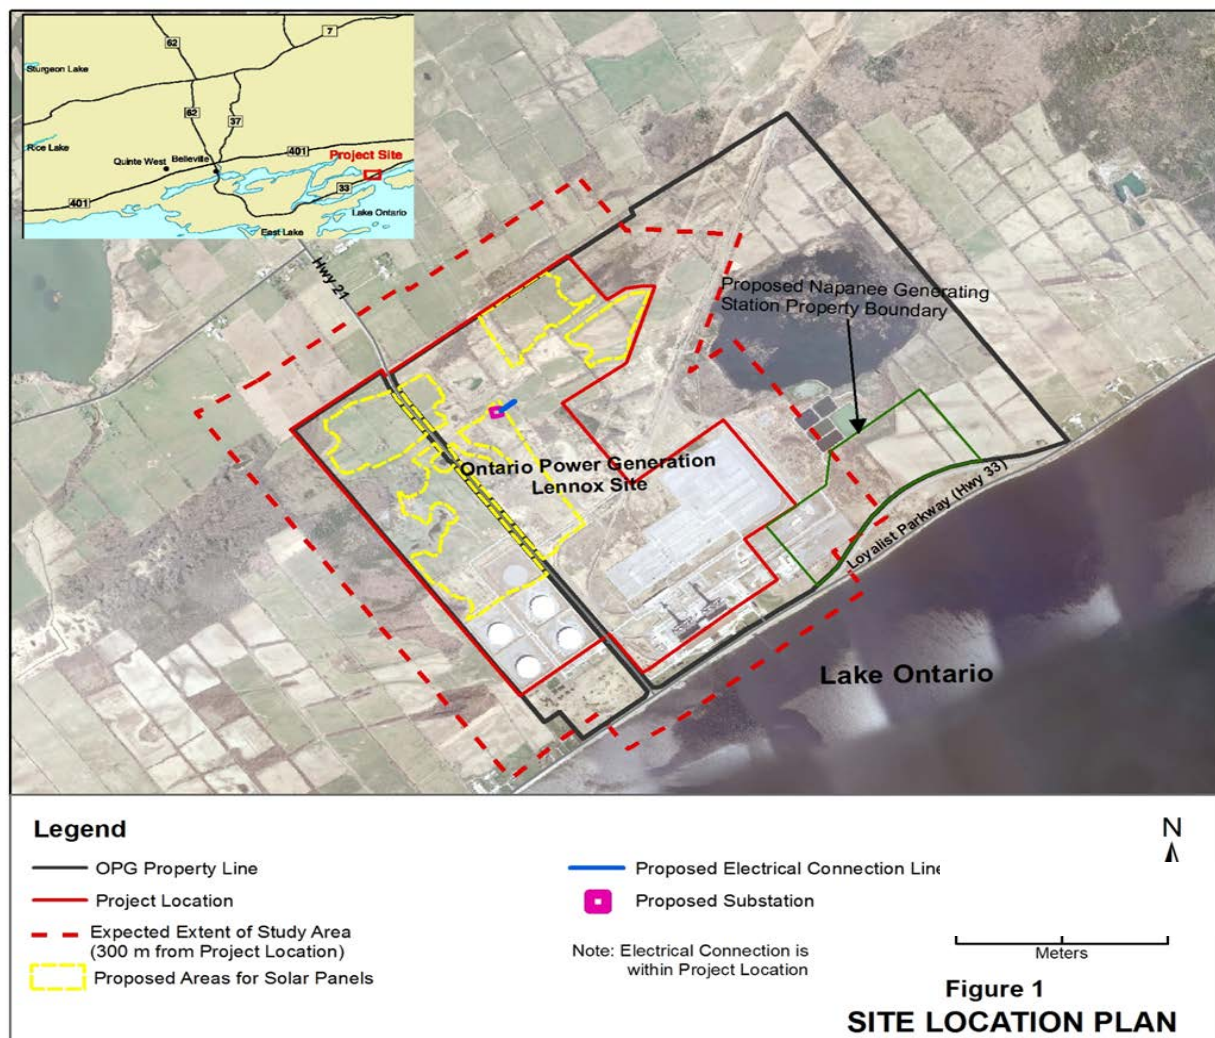 7
62
Sturgeon Lake
62
37
Rice Lake
401
Quinte West
Belleville
Project Site
33
401
Lake Ontario
East Lake
Hwy 21
Proposed Napanee Generating
Station Property Boundary
Ontario Power Generation
Lennox Site
Loyalist Parkway (Hwy 33)
Lake Ontario
Legend
OPG Property Line
Project Location
Expected Extent of Study Area
(300 m from Project Location)
Proposed Areas for Solar Panels
Proposed Electrical Connection Line
Proposed Substation
Note: Electrical Connection is
within Project Location
N
Meters
Figure 1
SITE LOCATION PLAN